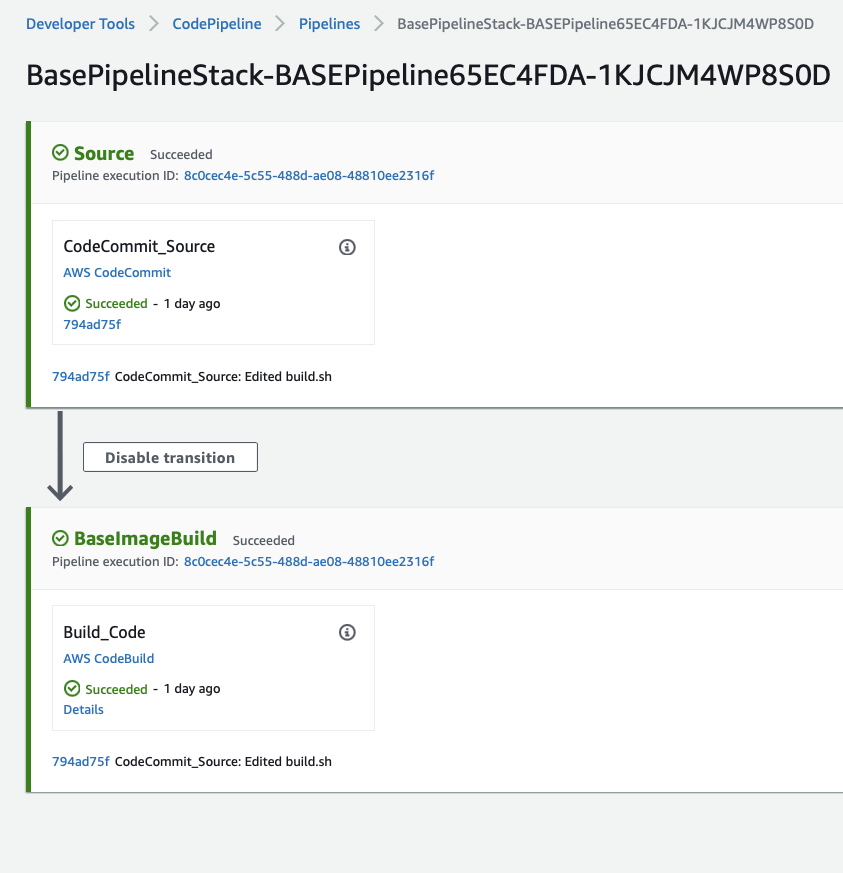 Developer Tools > CodePipeline > Pipelines > BasePipelineStack-BASEPipeline65EC4FDA-1KJCJM4WP8S0D
BasePipelineStack-BASEPipeline65EC4FDA-1KJCJM4WP8S0D
Source Succeeded
Pipeline execution ID: 8c0cec4e-5c55-488d-ae08-48810ee2316f
CodeCommit_Source
AWS CodeCommit
Succeeded - 1 day ago
794ad75f
794ad75f CodeCommit_Source: Edited build.sh
Disable transition
BaseImageBuild Succeeded
Pipeline execution ID: 8c0cec4e-5c55-488d-ae08-48810ee2316f
Build_Code
AWS CodeBuild
Succeeded - 1 day ago
Details
794ad75f CodeCommit_Source: Edited build.sh